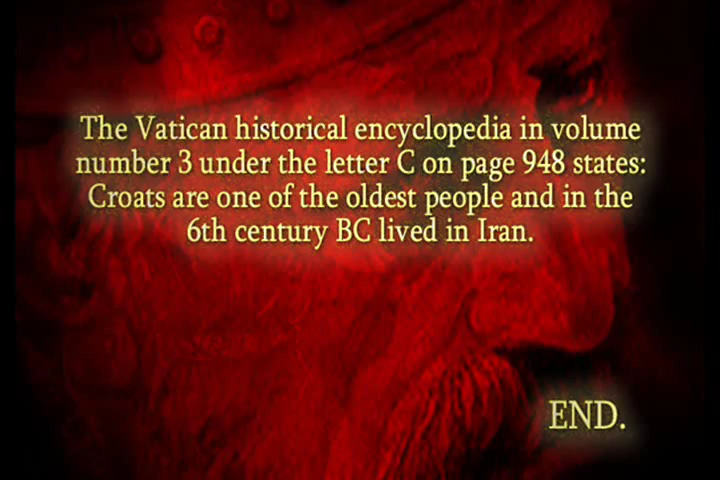 The Vatican historical encyclopedia in volume
number 3 under the letter C on page 948 states:
Croats are one of the oldest people and in the
6th century BC lived in Iran.
END.